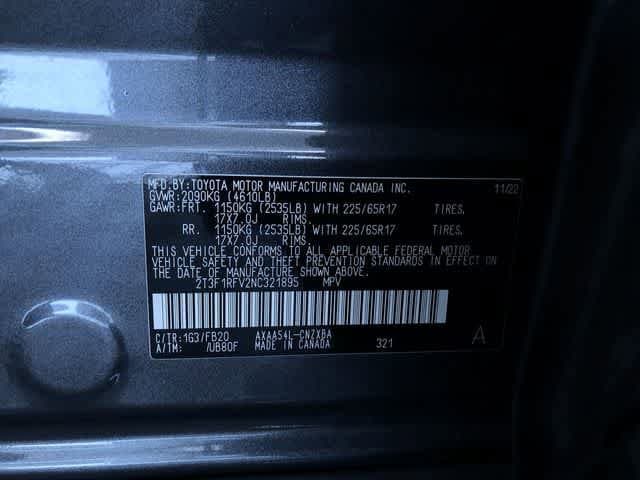 MFD.BY:TOYOTA MOTOR MANUFACTURING CANADA INC. 11/22
GVWR:2090KG (4610LB)
GAWR:FRT. 1150KG (2535LB) WITH 225/65R17 TIRES.
17X7.0J RIMS.
RR. 1150KG (2535LB) WITH 225/65R17 TIRES.
17X7.0J RIMS.
THIS VEHICLE CONFORMS TO ALL APPLICABLE FEDERAL MOTOR
VEHICLE SAFETY AND THEFT PREVENTION STANDARDS IN EFFECT ON
THE DATE OF MANUFACTURE SHOWN ABOVE.
2T3F1RFV2NC321895 MPV
C/TR:1G3/FB20 AXAA54L-CNZXBA
A/TM: /UB80F MADE IN CANADA 321 A